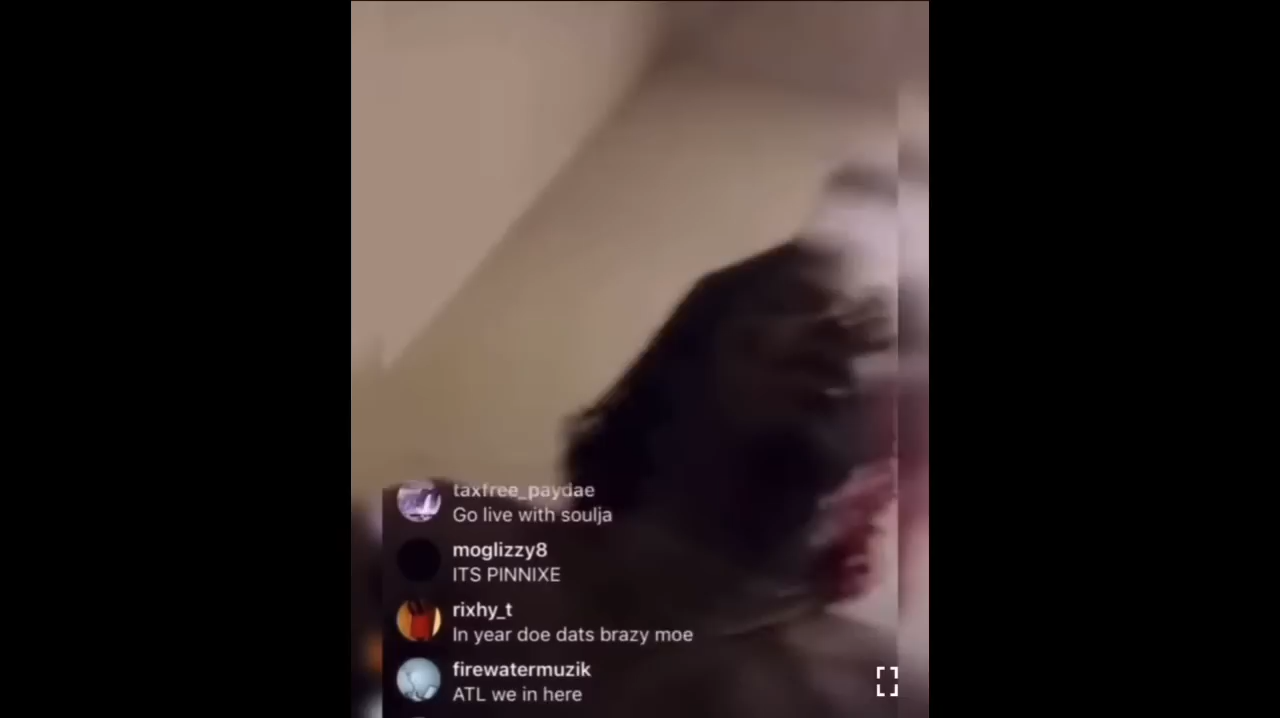 taxfree_paydae
Go live with soulja
moglizzy8
ITS PINNIXE
rixhy_t
In year doe dats brazy moe
firewatermuzik
ATL we in here